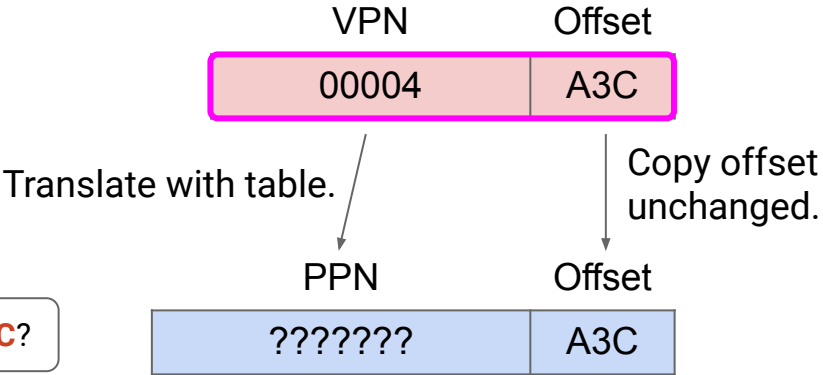 VPN Offset
00004 A3C
Translate with table.
Copy offset
unchanged.
PPN Offset
C?
??????? A3C